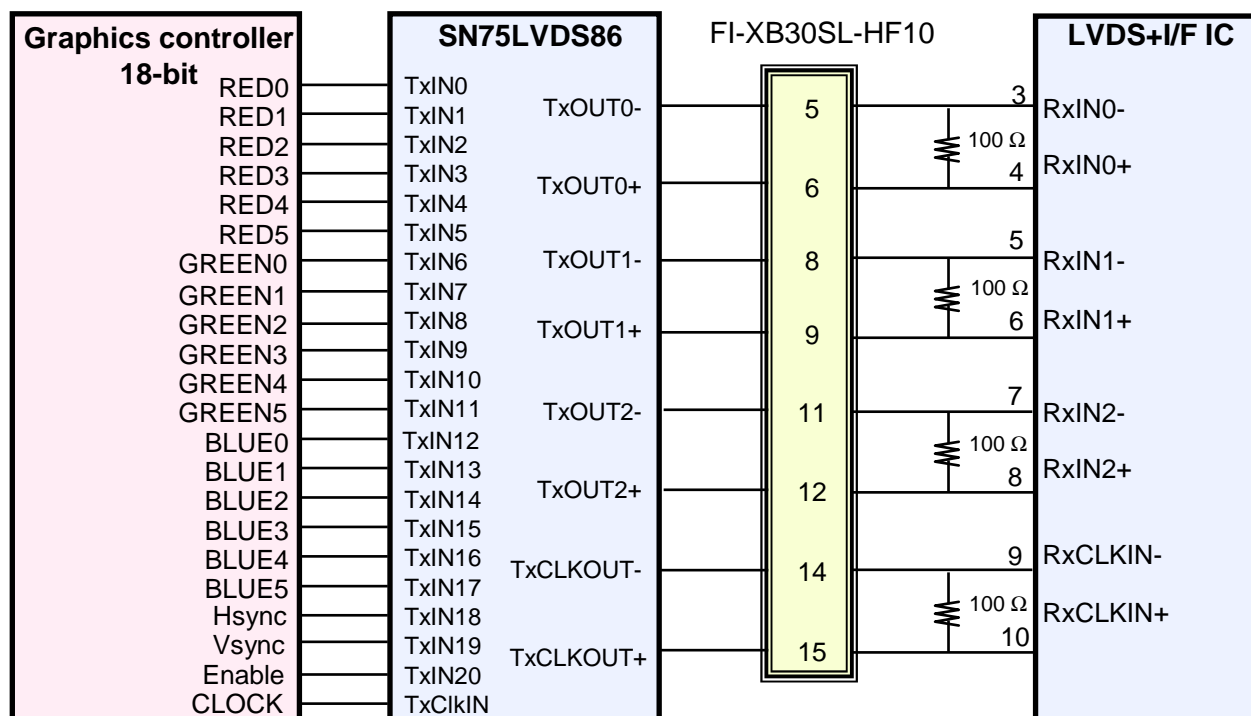 Graphics controller
18-bit
RED0
RED1
RED2
RED3
RED4
RED5
GREEN0
GREEN1
GREEN2
GREEN3
GREEN4
GREEN5
BLUE0
BLUE1
BLUE2
BLUE3
BLUE4
BLUE5
Hsync
Vsync
Enable
CLOCK
SN75LVDS86
TxIN0
TxIN1
TxIN2
TxIN3
TxIN4
TxIN5
TxIN6
TxIN7
TxIN8
TxIN9
TxIN10
TxIN11
TxIN12
TxIN13
TxIN14
TxIN15
TxIN16
TxIN17
TxIN18
TxIN19
TxIN20
TxClkIN
TxOUT0-
TxOUT0+
TxOUT1-
TxOUT1+
TxOUT2-
TxOUT2+
TxCLKOUT-
TxCLKOUT+
FI-XB30SL-HF10
5
6
8
9
11
12
14
15
3
100 Ω
4
5
100 Ω
6
7
100 Ω
8
9
100 Ω
10
LVDS+I/F IC
RxIN0-
RxIN0+
RxIN1-
RxIN1+
RxIN2-
RxIN2+
RxCLKIN-
RxCLKIN+